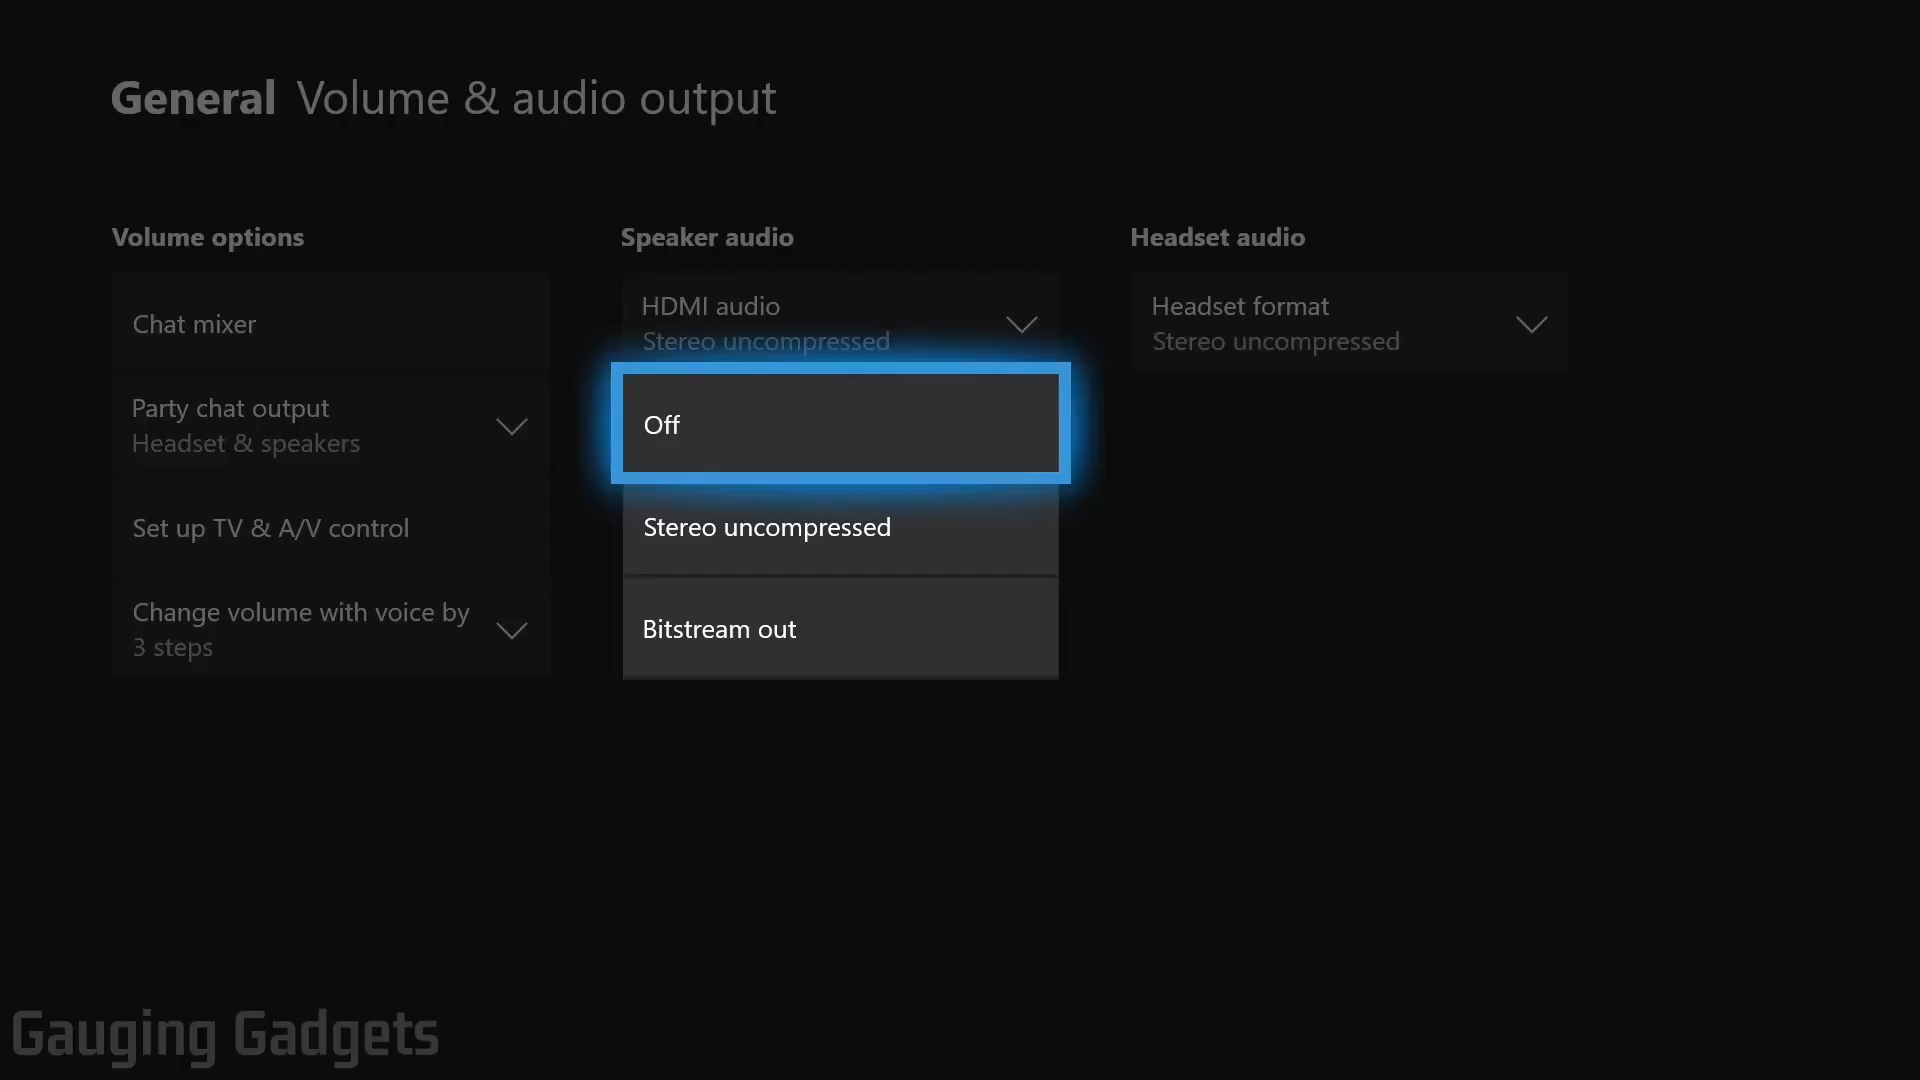 General Volume & audio output
Volume options
Chat mixer
Party chat output
Headset & speakers
Set up TV & A/V control
Change volume with voice by
3 steps
Speaker audio
HDMI audio
Stereo uncompressed
Off
Stereo uncompressed
Bitstream out
Headset audio
Headset format
Stereo uncompressed
Gauging Gadgets